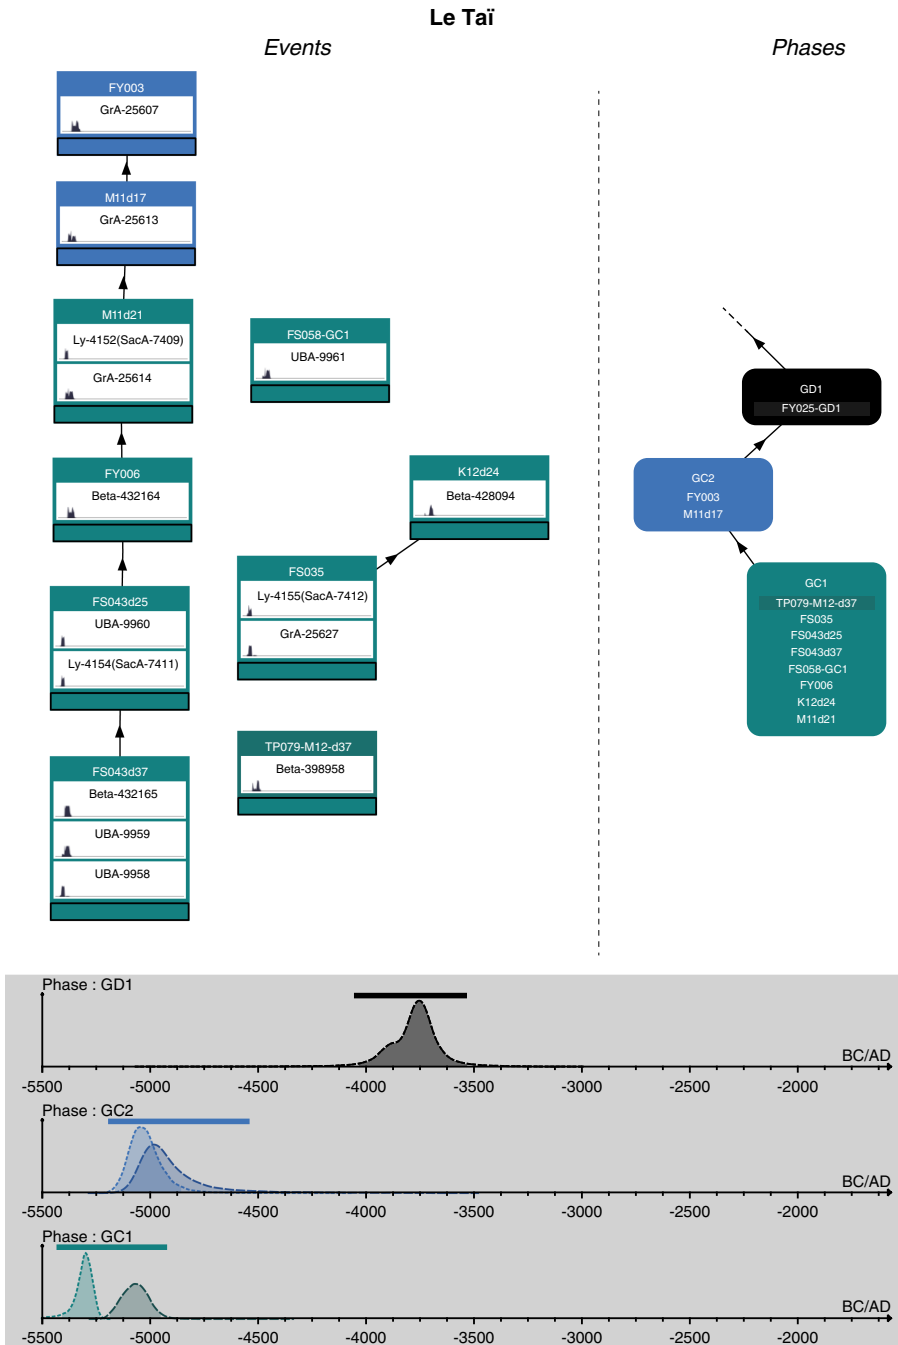 Le Taï
Events
Phases
FY003
GrA-25607
M11d17
GrA-25613
M11d21
Ly-4152(SacA-7409)
GrA-25614
FS058-GC1
UBA-9961
FY006
Beta-432164
K12d24
Beta-428094
FS043d25
UBA-9960
Ly-4154(SacA-7411)
FS035
Ly-4155(SacA-7412)
GrA-25627
FS043d37
Beta-432165
UBA-9959
UBA-9958
TP079-M12-d37
Beta-398958
GD1
FY025-GD1
GC2
FY003
M11d17
GC1
TP079-M12-d37
FS035
FS043d25
FS043d37
FS058-GC1
FY006
K12d24
M11d21
Phase : GD1
BC/AD
-5500 -5000 -4500 -4000 -3500 -3000 -2500 -2000
Phase : GC2
BC/AD
-5500 -5000 -4500 -4000 -3500 -3000 -2500 -2000
Phase : GC1
BC/AD
-5500 -5000 -4500 -4000 -3500 -3000 -2500 -2000